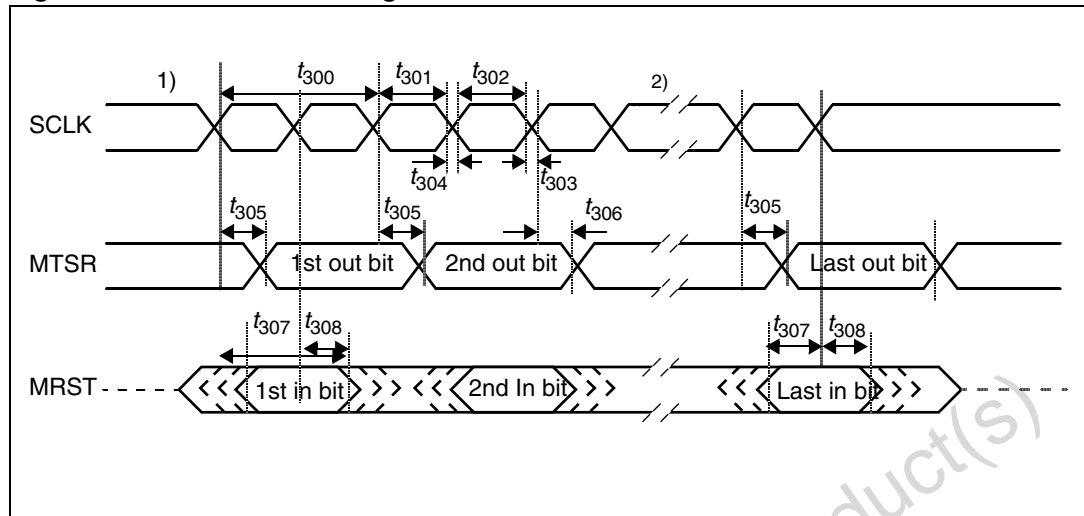 1) t300 t301 t302 2)
SCLK
t304 t303
t305 t305 t306 t305
MTSR 1st out bit 2nd out bit Last out bit
t307 t308 t307 t308
MRST 1st in bit 2nd In bit Last in bit